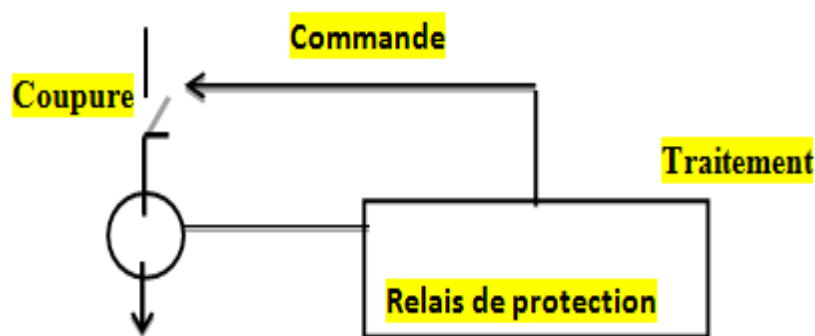 Commande
Coupure
Traitement
Relais de protection